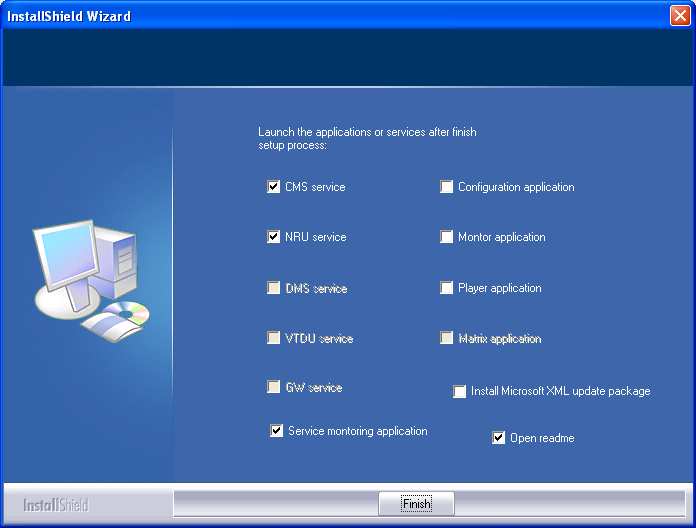 InstallShield Wizard
Launch the applications or services after finish
setup process:
CMS service
Configuration application
NRU service
Montor application
DMS service
Player application
VTDU service
Matrix application
GW service
Install Microsoft XML update package
Service montoring application
Open readme
InstallShield
Finish